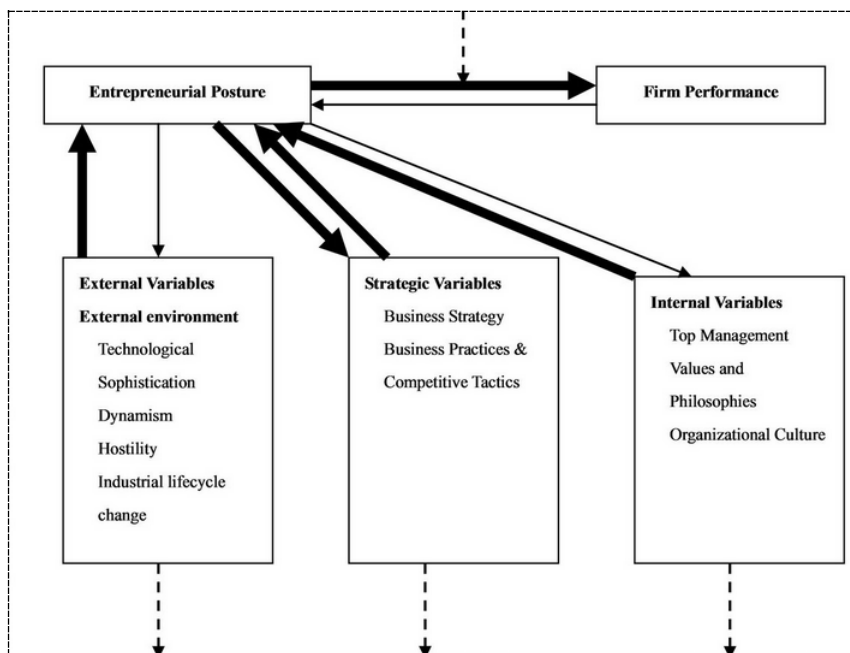 Entrepreneurial Posture
Firm Performance
External Variables
External environment
Technological
Sophistication
Dynamism
Hostility
Industrial lifecycle
change
Strategic Variables
Business Strategy
Business Practices &
Competitive Tactics
Internal Variables
Top Management
Values and
Philosophies
Organizational Culture